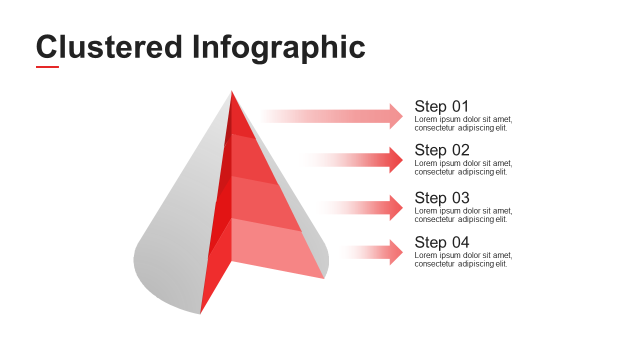 Clustered Infographic
Step 01
Lorem ipsum dolor sit amet,
consectetur adipiscing elit.
Step 02
Lorem ipsum dolor sit amet,
consectetur adipiscing elit.
Step 03
Lorem ipsum dolor sit amet,
consectetur adipiscing elit.
Step 04
Lorem ipsum dolor sit amet,
consectetur adipiscing elit.